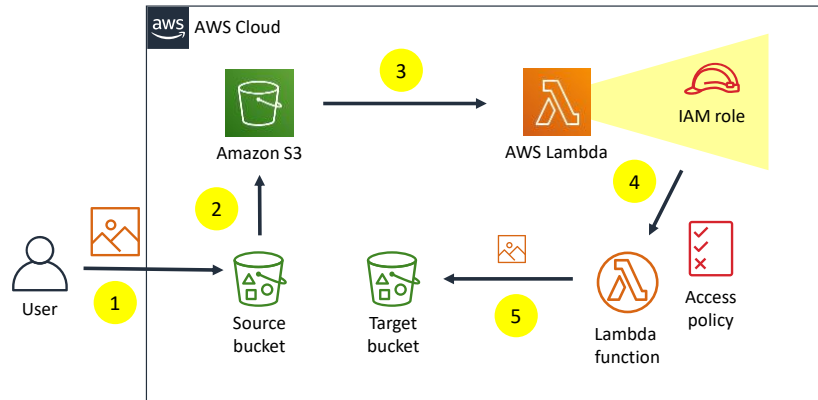 aws
AWS Cloud
3
Amazon S3
AWS Lambda
IAM role
2
4
1
User
Source
bucket
Target
bucket
5
Lambda
function
Access
policy